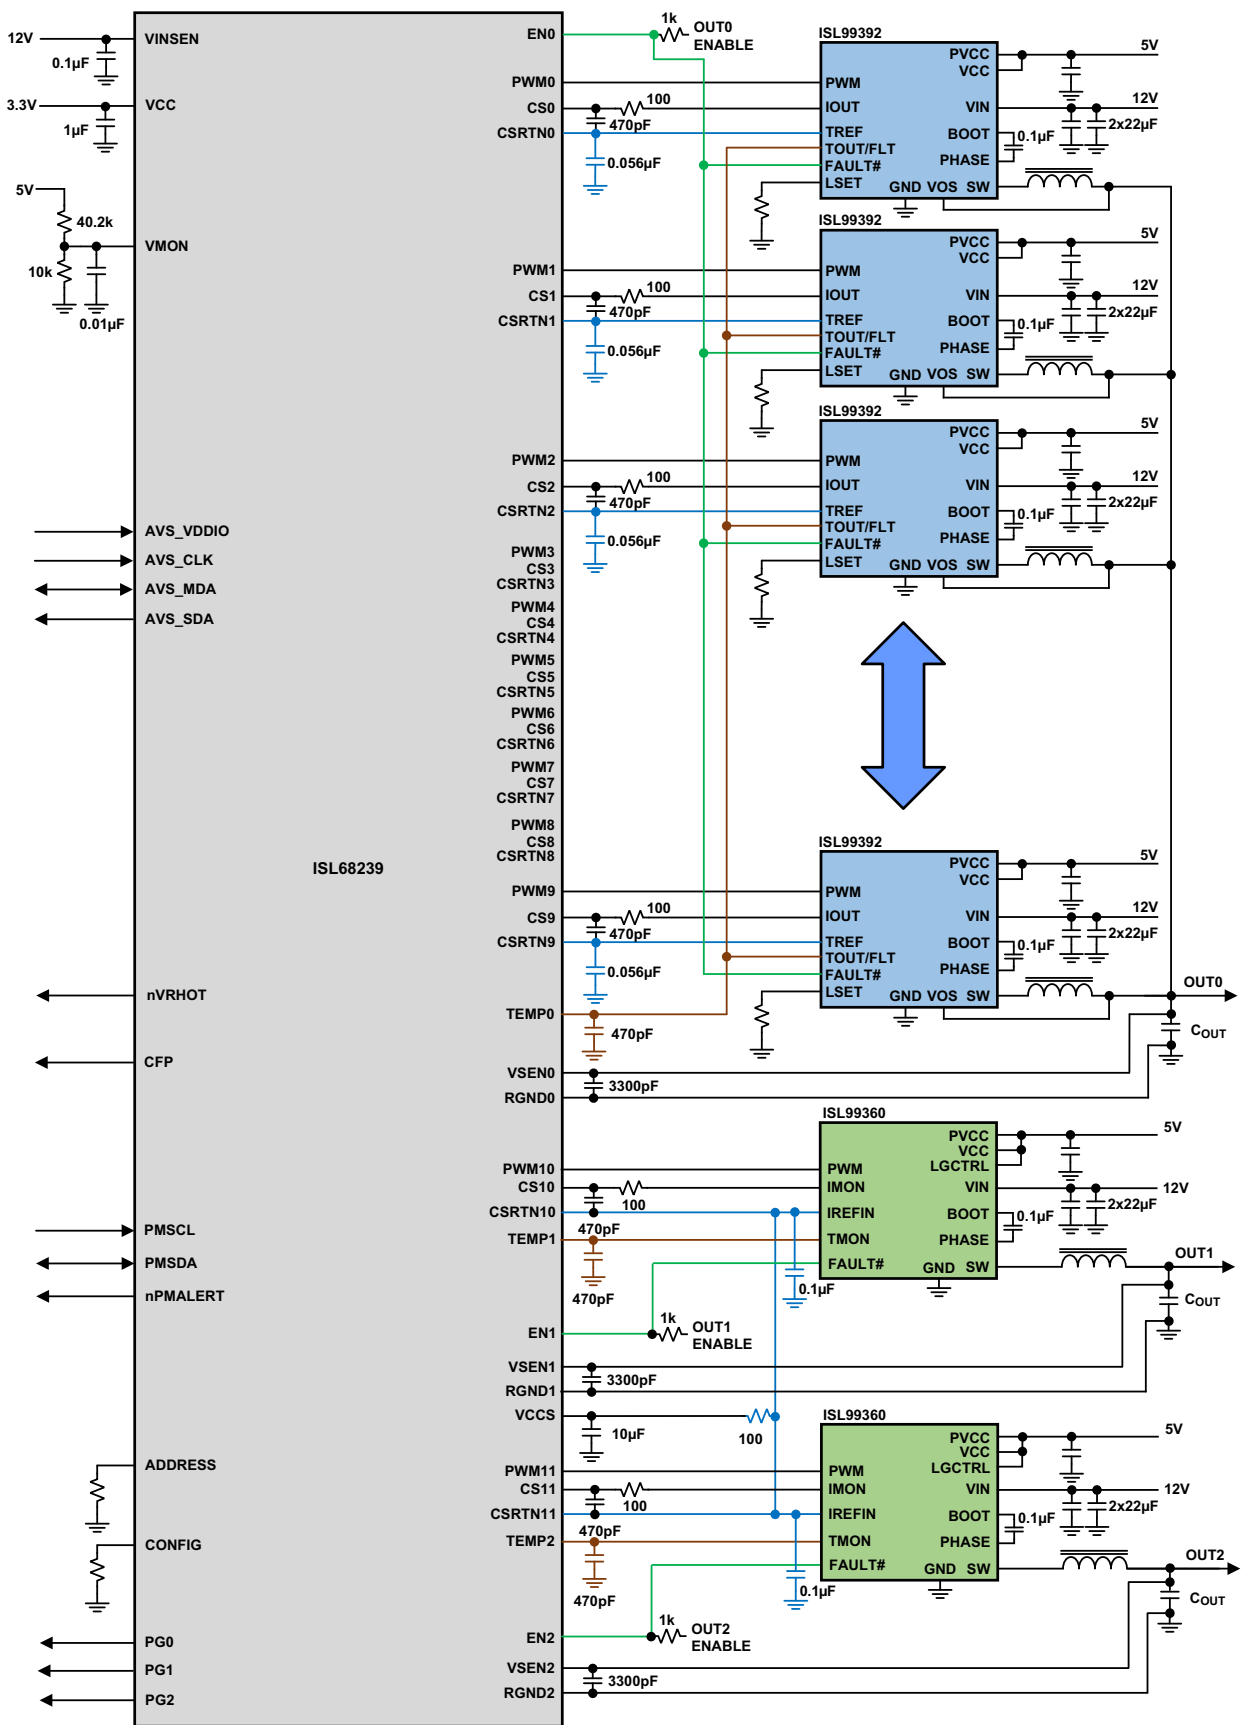 12V
VINSEN
0.1µF
3.3V
VCC
1µF
5V
40.2k
VMON
10k
0.01µF
AVS_VDDIO
AVS_CLK
AVS_MDA
AVS_SDA
ISL68239
nVRHOT
CFP
PMSCL
PMSDA
nPMALERT
ADDRESS
CONFIG
PG0
PG1
PG2
EN0
1k
OUT0
ENABLE
PWM0
CS0
100
470pF
CSRTN0
0.056µF
ISL99392
PVCC
VCC
5V
PWM
IOUT
VIN
12V
2x22µF
TREF
BOOT
0.1µF
TOUT/FLT
FAULT#
PHASE
LSET
GND VOS SW
PWM1
CS1
100
470pF
CSRTN1
0.056µF
ISL99392
PVCC
VCC
5V
PWM
IOUT
VIN
12V
2x22µF
TREF
BOOT
0.1µF
TOUT/FLT
FAULT#
PHASE
LSET
GND VOS SW
PWM2
CS2
100
470pF
CSRTN2
0.056µF
ISL99392
PVCC
VCC
5V
PWM
IOUT
VIN
12V
2x22µF
TREF
BOOT
0.1µF
TOUT/FLT
FAULT#
PHASE
LSET
GND VOS SW
PWM3
CS3
CSRTN3
PWM4
CS4
CSRTN4
PWM5
CS5
CSRTN5
PWM6
CS6
CSRTN6
PWM7
CS7
CSRTN7
PWM8
CS8
CSRTN8
PWM9
CS9
100
470pF
CSRTN9
0.056µF
ISL99392
PVCC
VCC
5V
PWM
IOUT
VIN
12V
2x22µF
TREF
BOOT
0.1µF
TOUT/FLT
FAULT#
PHASE
LSET
GND VOS SW
OUT0
COUT
TEMP0
470pF
VSEN0
3300pF
RGND0
ISL99360
PVCC
VCC
LGCTRL
5V
PWM10
PWM
CS10
100
IMON
VIN
12V
2x22µF
CSRTN10
470pF
IREFIN
BOOT
0.1µF
TEMP1
470pF
TMON
PHASE
FAULT#
0.1µF
GND SW
OUT1
COUT
EN1
1k
OUT1
ENABLE
VSEN1
3300pF
RGND1
VCCS
10µF
100
ISL99360
PVCC
VCC
LGCTRL
5V
PWM11
PWM
CS11
100
IMON
VIN
12V
2x22µF
CSRTN11
470pF
IREFIN
BOOT
0.1µF
TEMP2
470pF
TMON
PHASE
FAULT#
0.1µF
GND SW
OUT2
COUT
EN2
1k
OUT2
ENABLE
VSEN2
3300pF
RGND2